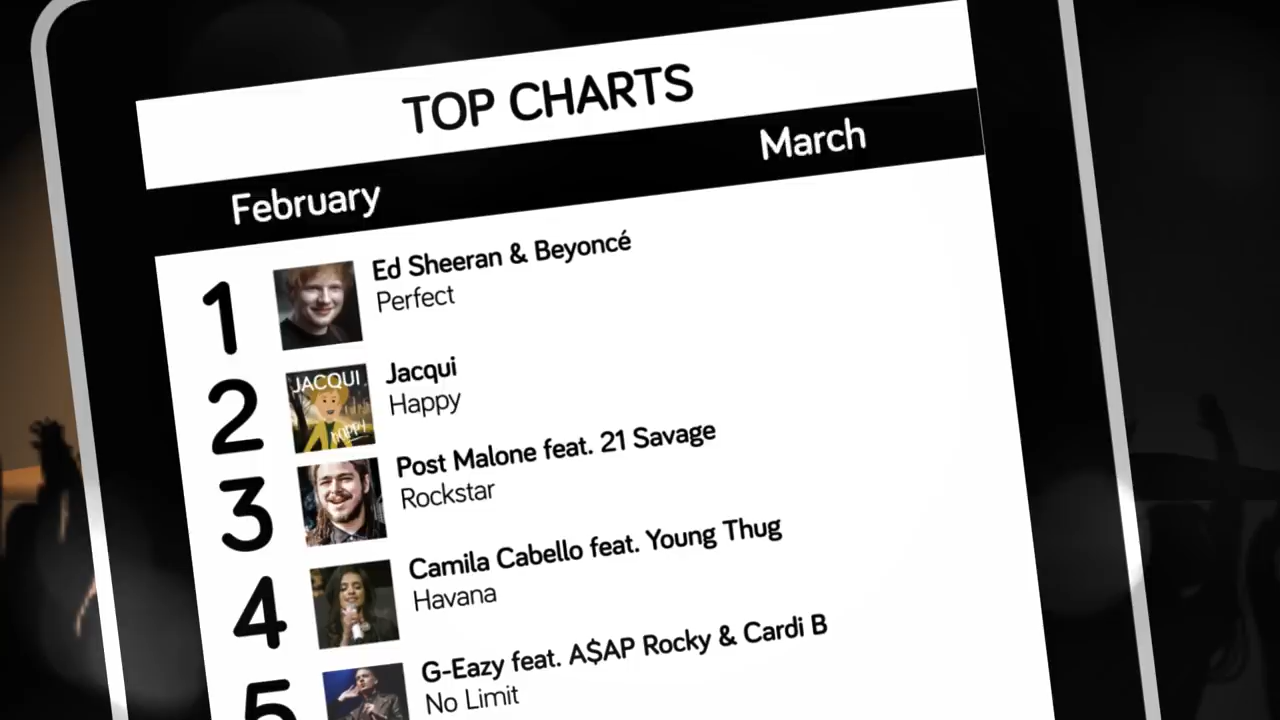 TOP CHARTS
February
March
1
Ed Sheeran & Beyoncé
Perfect
2
JACQUI
HAPPY
Jacqui
Happy
3
Post Malone feat. 21 Savage
Rockstar
4
Camila Cabello feat. Young Thug
Havana
5
G-Eazy feat. A$AP Rocky & Cardi B
No Limit